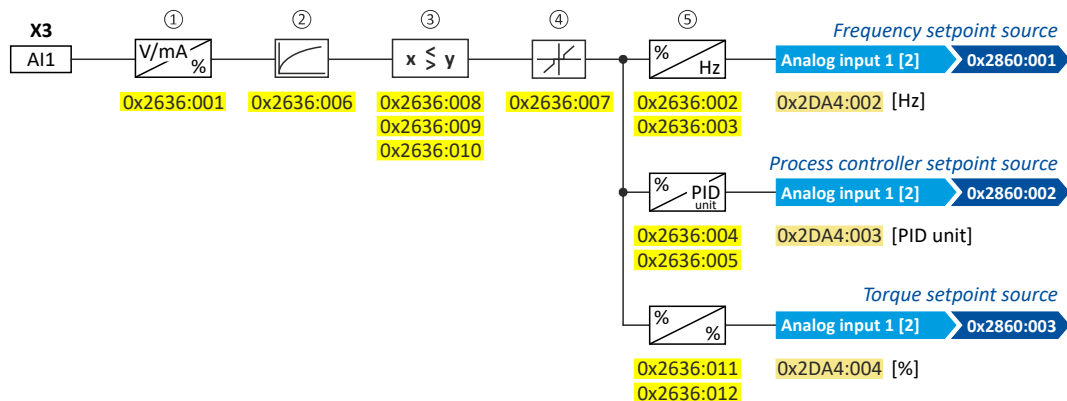 X3
AI1
①
V/mA
%
0x2636:001
②
0x2636:006
③
x ≶ y
0x2636:008
0x2636:009
0x2636:010
④
0x2636:007
⑤
%
Hz
0x2636:002
0x2636:003
Frequency setpoint source
Analog input 1 [2] 0x2860:001
0x2DA4:002 [Hz]
%
PID
unit
0x2636:004
0x2636:005
Process controller setpoint source
Analog input 1 [2] 0x2860:002
0x2DA4:003 [PID unit]
%
%
0x2636:011
0x2636:012
Torque setpoint source
Analog input 1 [2] 0x2860:003
0x2DA4:004 [%]